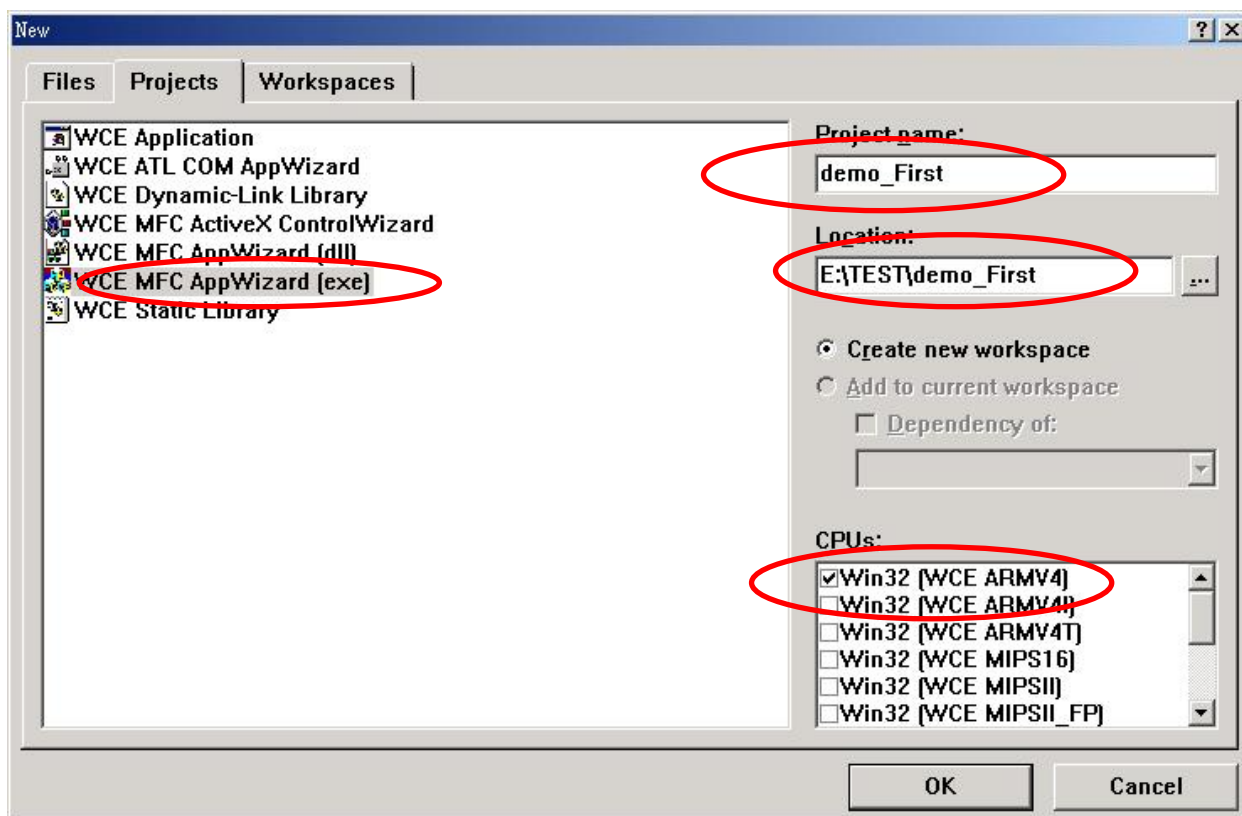 New
Files Projects Workspaces
WCE Application
WCE ATL COM AppWizard
WCE Dynamic-Link Library
WCE MFC ActiveX ControlWizard
WCE MFC AppWizard (dll)
WCE MFC AppWizard (exe)
WCE Static Library
Project name:
demo_First
Location:
E:\TEST\demo_First
...
Create new workspace
Add to current workspace
Dependency of:
CPUs:
Win32 (WCE ARMV4)
Win32 (WCE ARMV4I)
Win32 (WCE ARMV4T)
Win32 (WCE MIPS16)
Win32 (WCE MIPSII)
Win32 (WCE MIPSII_FP)
OK Cancel